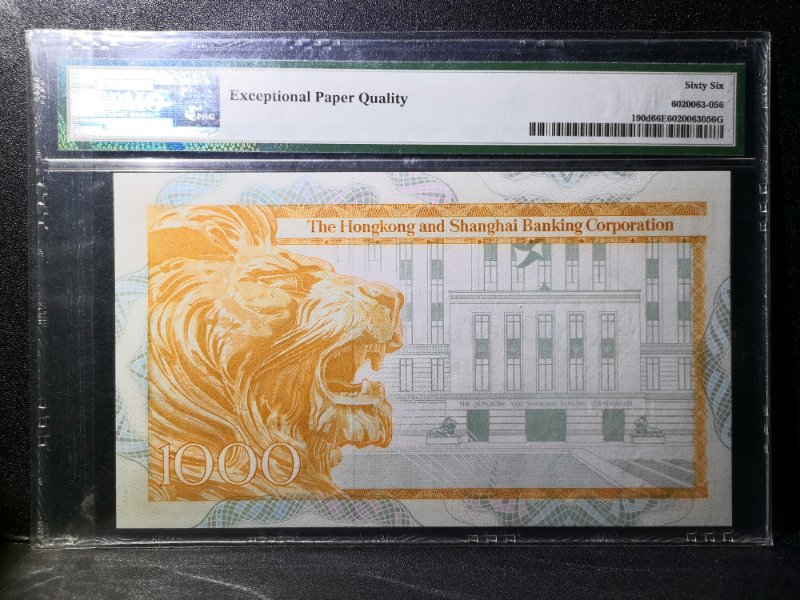 Exceptional Paper Quality
Sixty Six
6020063-056
190d66E6020063056G
The Hongkong and Shanghai Banking Corporation
THE HONGKONG AND SHANGHAI BANKING CORPORATION
1000